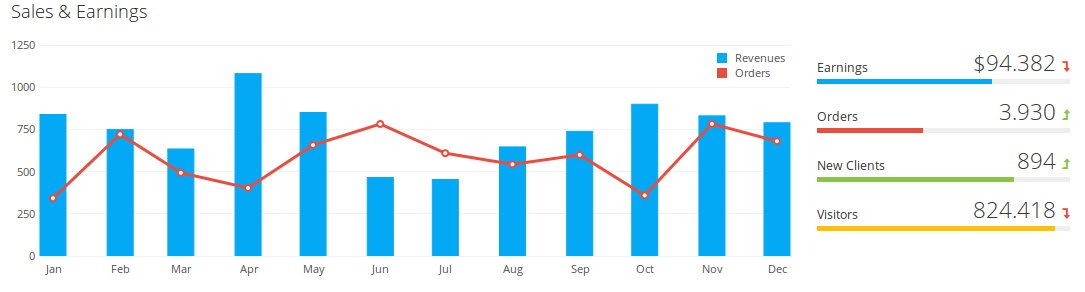 Sales & Earnings
1250
1000
750
500
250
0
Jan Feb Mar Apr May Jun Jul Aug Sep Oct Nov Dec
Revenues
Orders
Earnings $94.382
Orders 3.930
New Clients 894
Visitors 824.418